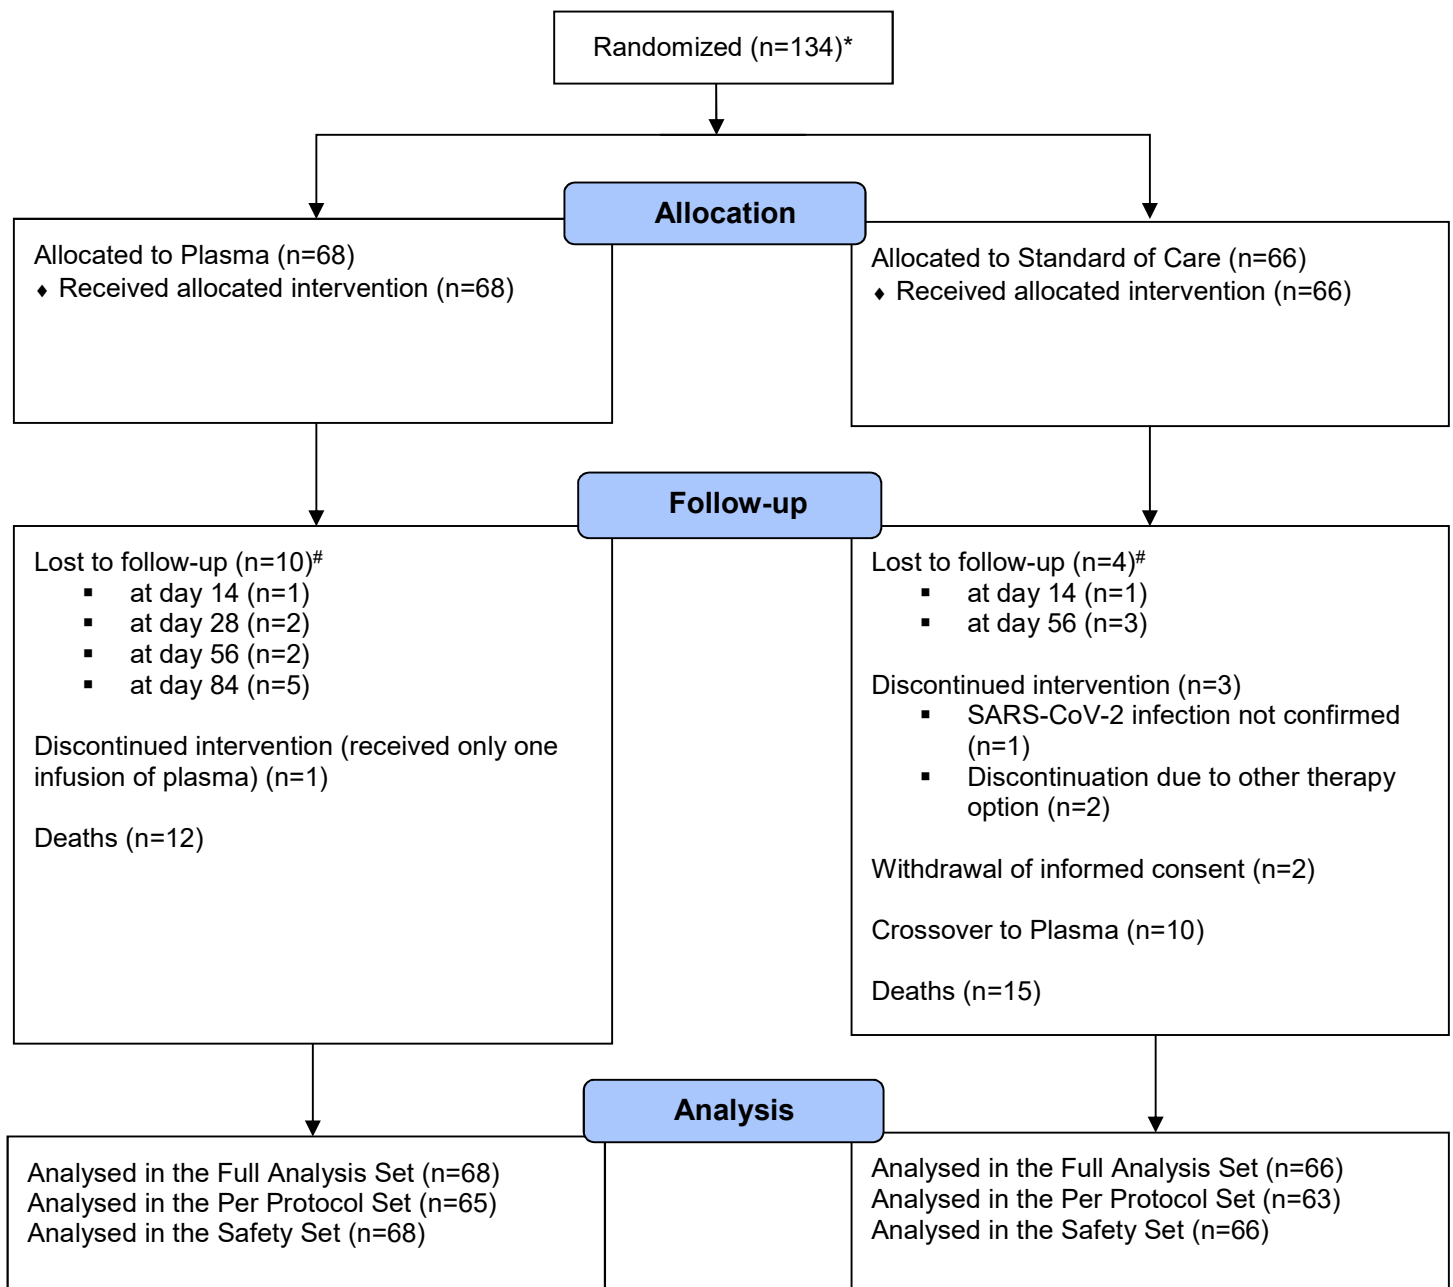 Randomized (n=134)*
Allocation
Allocated to Plasma (n=68)
♦ Received allocated intervention (n=68)
Allocated to Standard of Care (n=66)
♦ Received allocated intervention (n=66)
Follow-up
Lost to follow-up (n=10)#
▪ at day 14 (n=1)
▪ at day 28 (n=2)
▪ at day 56 (n=2)
▪ at day 84 (n=5)
Discontinued intervention (received only one
infusion of plasma) (n=1)
Deaths (n=12)
Lost to follow-up (n=4)#
▪ at day 14 (n=1)
▪ at day 56 (n=3)
Discontinued intervention (n=3)
▪ SARS-CoV-2 infection not confirmed
(n=1)
▪ Discontinuation due to other therapy
option (n=2)
Withdrawal of informed consent (n=2)
Crossover to Plasma (n=10)
Deaths (n=15)
Analysis
Analysed in the Full Analysis Set (n=68)
Analysed in the Per Protocol Set (n=65)
Analysed in the Safety Set (n=68)
Analysed in the Full Analysis Set (n=66)
Analysed in the Per Protocol Set (n=63)
Analysed in the Safety Set (n=66)